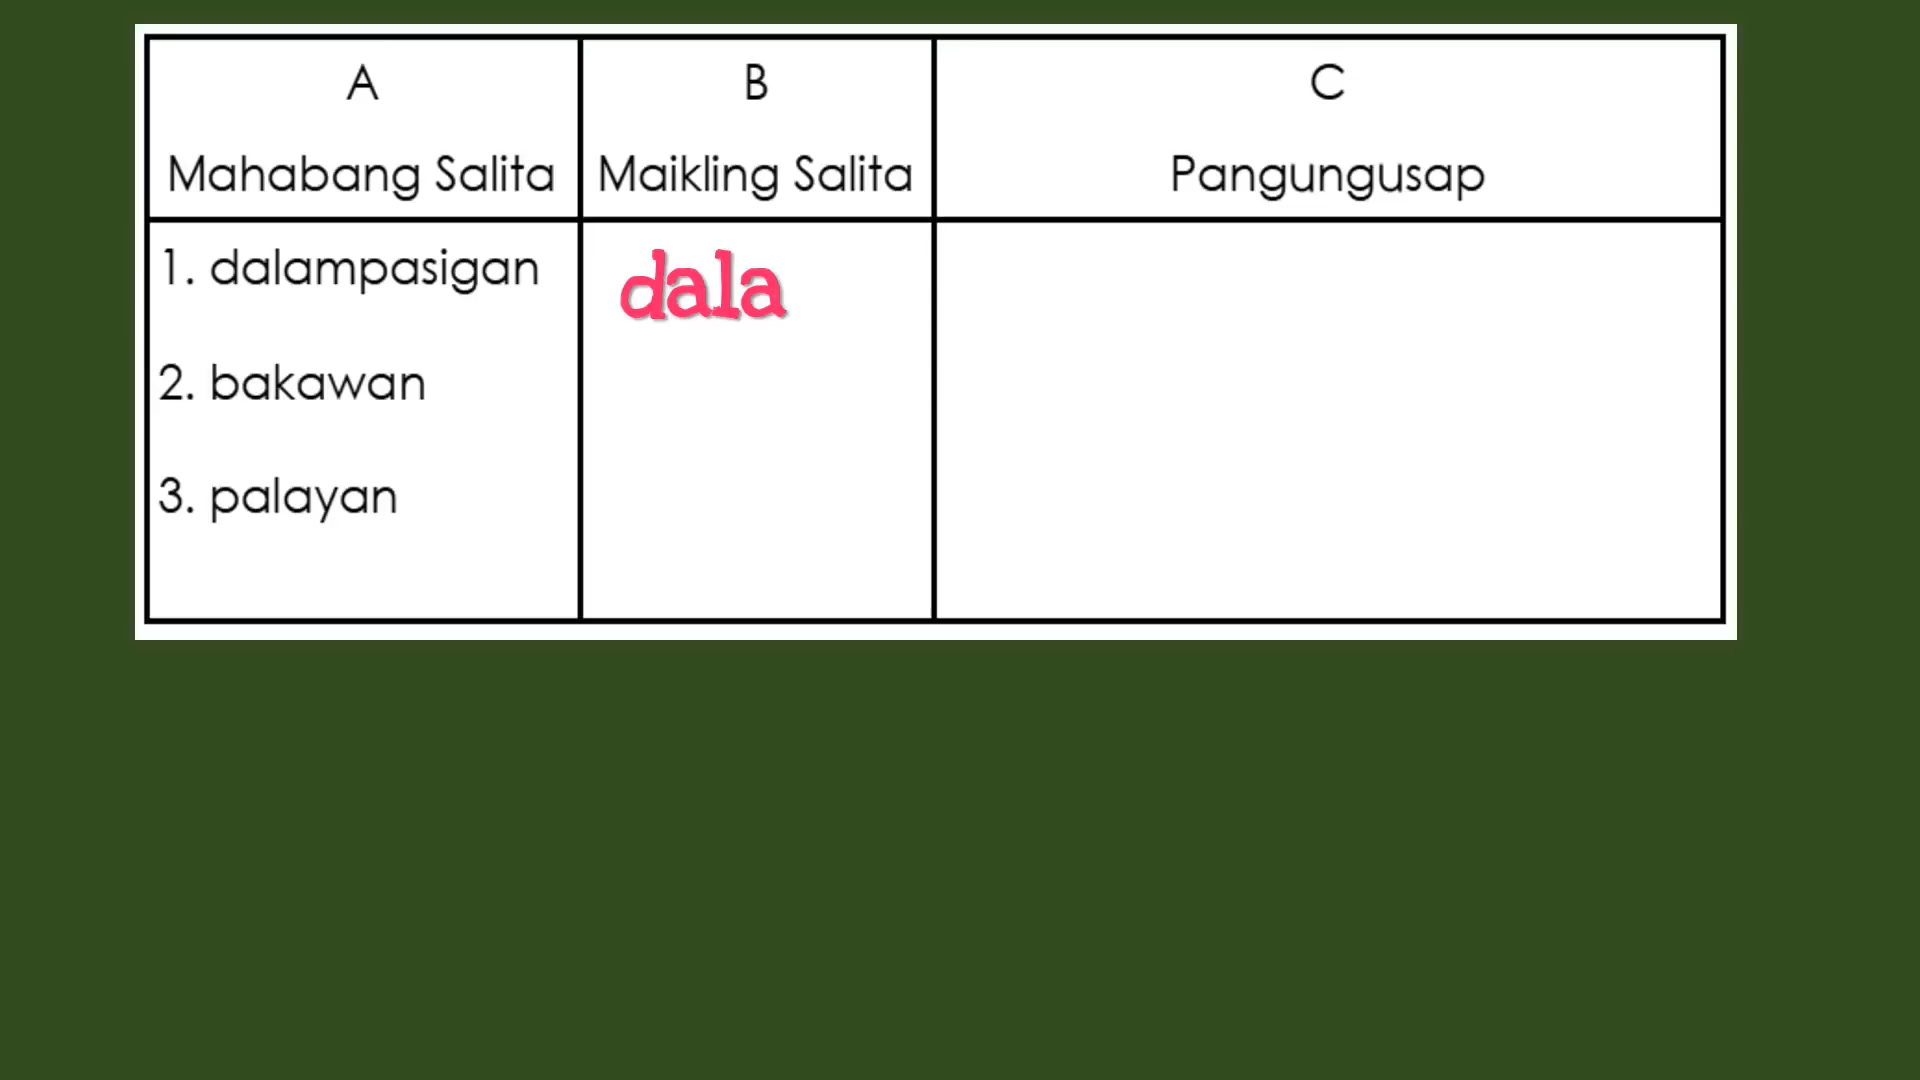 A
B
C
Mahabang Salita
Maikling Salita
Pangungusap
1. dalampasigan
dala
2. bakawan
3. palayan